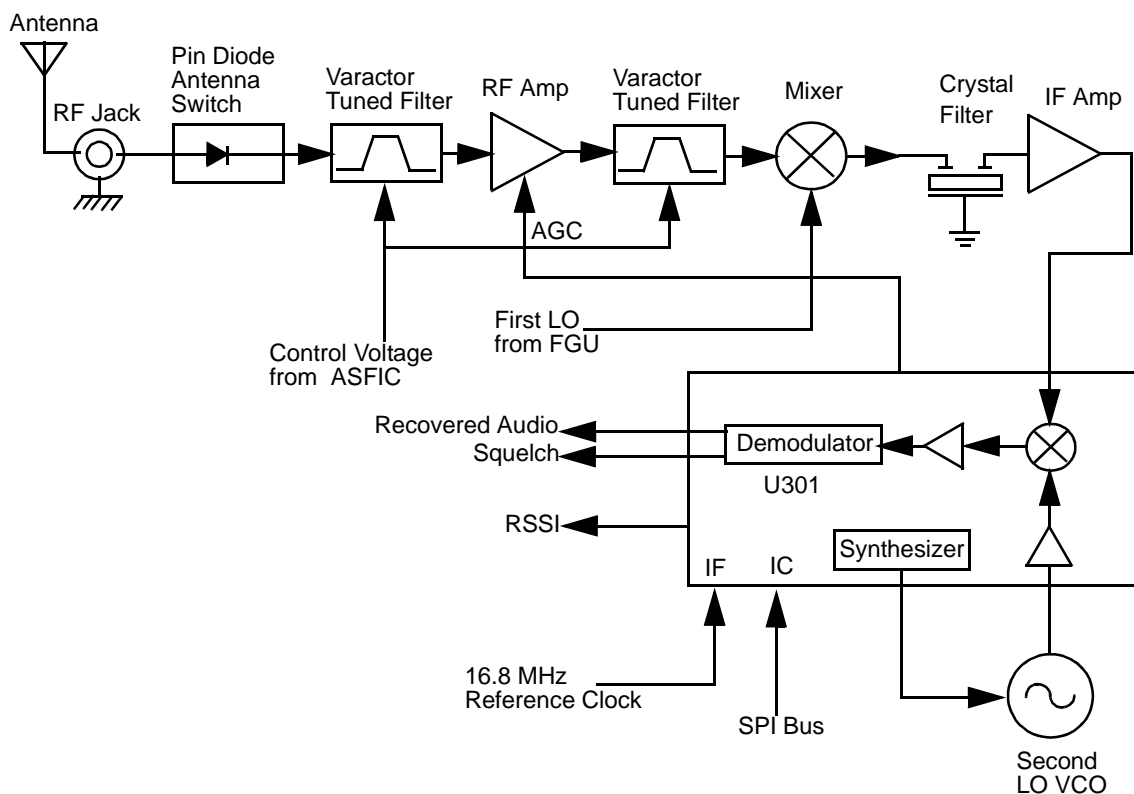 Antenna
RF Jack
Pin Diode
Antenna
Switch
Varactor
Tuned Filter
RF Amp
Varactor
Tuned Filter
Mixer
Crystal
Filter
IF Amp
AGC
First LO
from FGU
Control Voltage
from ASFIC
Recovered Audio
Squelch
Demodulator
U301
RSSI
Synthesizer
IF IC
16.8 MHz
Reference Clock
SPI Bus
Second
LO VCO